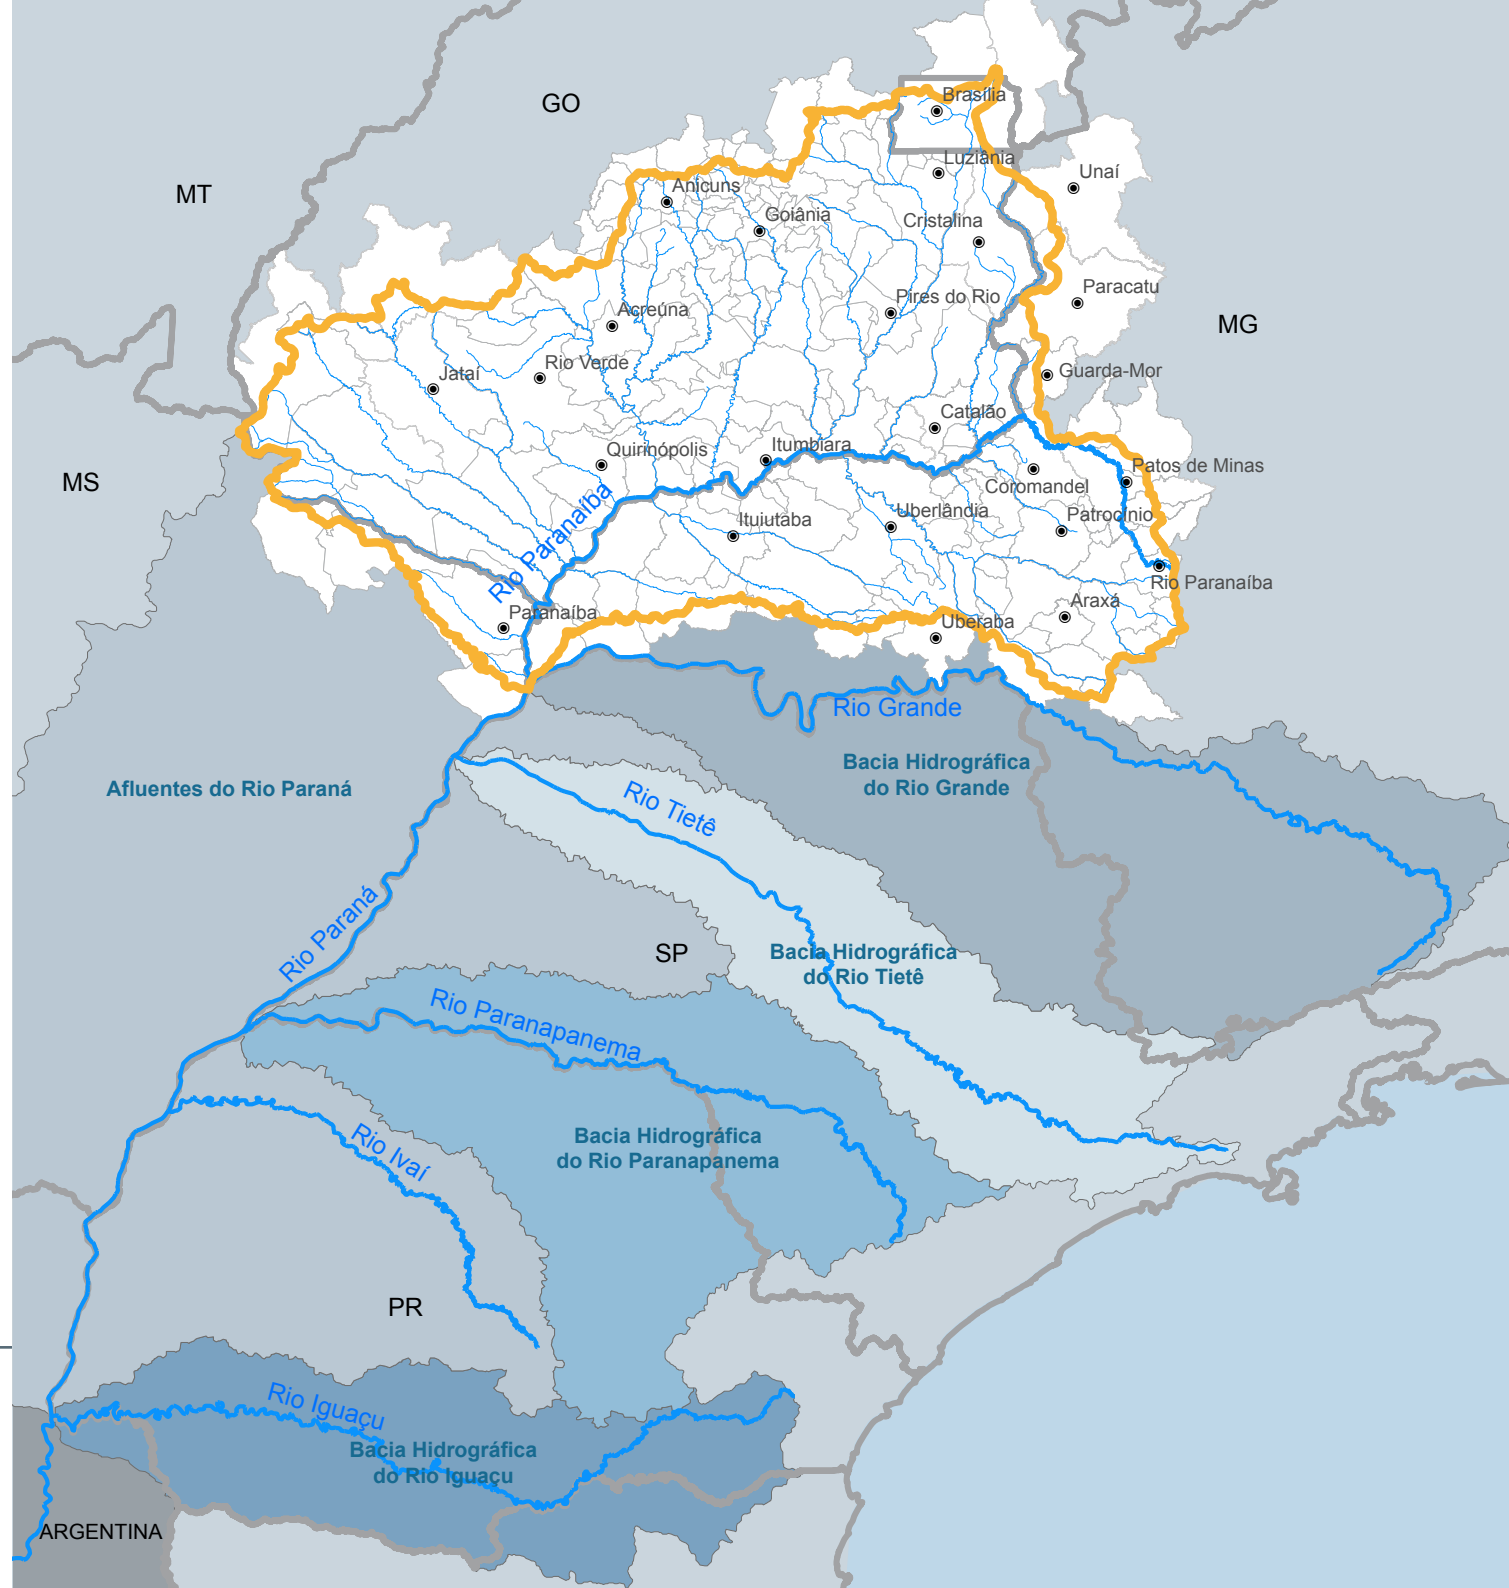 GO
Brasília
Luziânia
Unaí
MT
Anicuns
Goiânia
Cristalina
Paracatu
Pires do Rio
Acreúna
MG
Rio Verde
Jataí
Guarda-Mor
Catalão
Itumbiara
Quirinópolis
Patos de Minas
MS
Coromandel
Rio Paranaíba
Ituiutaba
Uberlândia
Patrocínio
Rio Paranaíba
Araxá
Paranaíba
Uberaba
Rio Grande
Bacia Hidrográfica
do Rio Grande
Afluentes do Rio Paraná
Rio Tietê
Rio Paraná
SP
Bacia Hidrográfica
do Rio Tietê
Rio Paranapanema
Bacia Hidrográfica
do Rio Paranapanema
Rio Ivaí
PR
Rio Iguaçu
Bacia Hidrográfica
do Rio Iguaçu
ARGENTINA